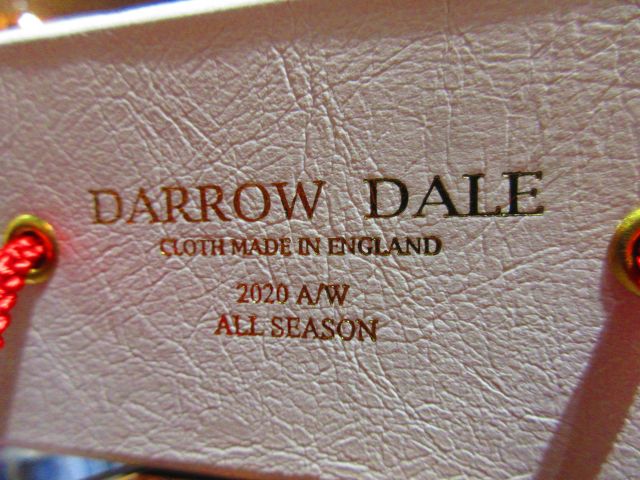 DARROW DALE
CLOTH MADE IN ENGLAND
2020 A/W
ALL SEASON